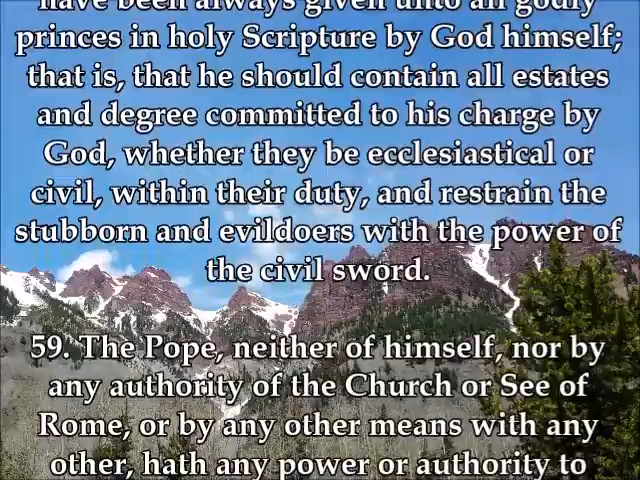 have been always given unto all godly
princes in holy Scripture by God himself;
that is, that he should contain all estates
and degree committed to his charge by
God, whether they be ecclesiastical or
civil, within their duty, and restrain the
stubborn and evildoers with the power of
the civil sword.
59. The Pope, neither of himself, nor by
any authority of the Church or See of
Rome, or by any other means with any
other, hath any power or authority to